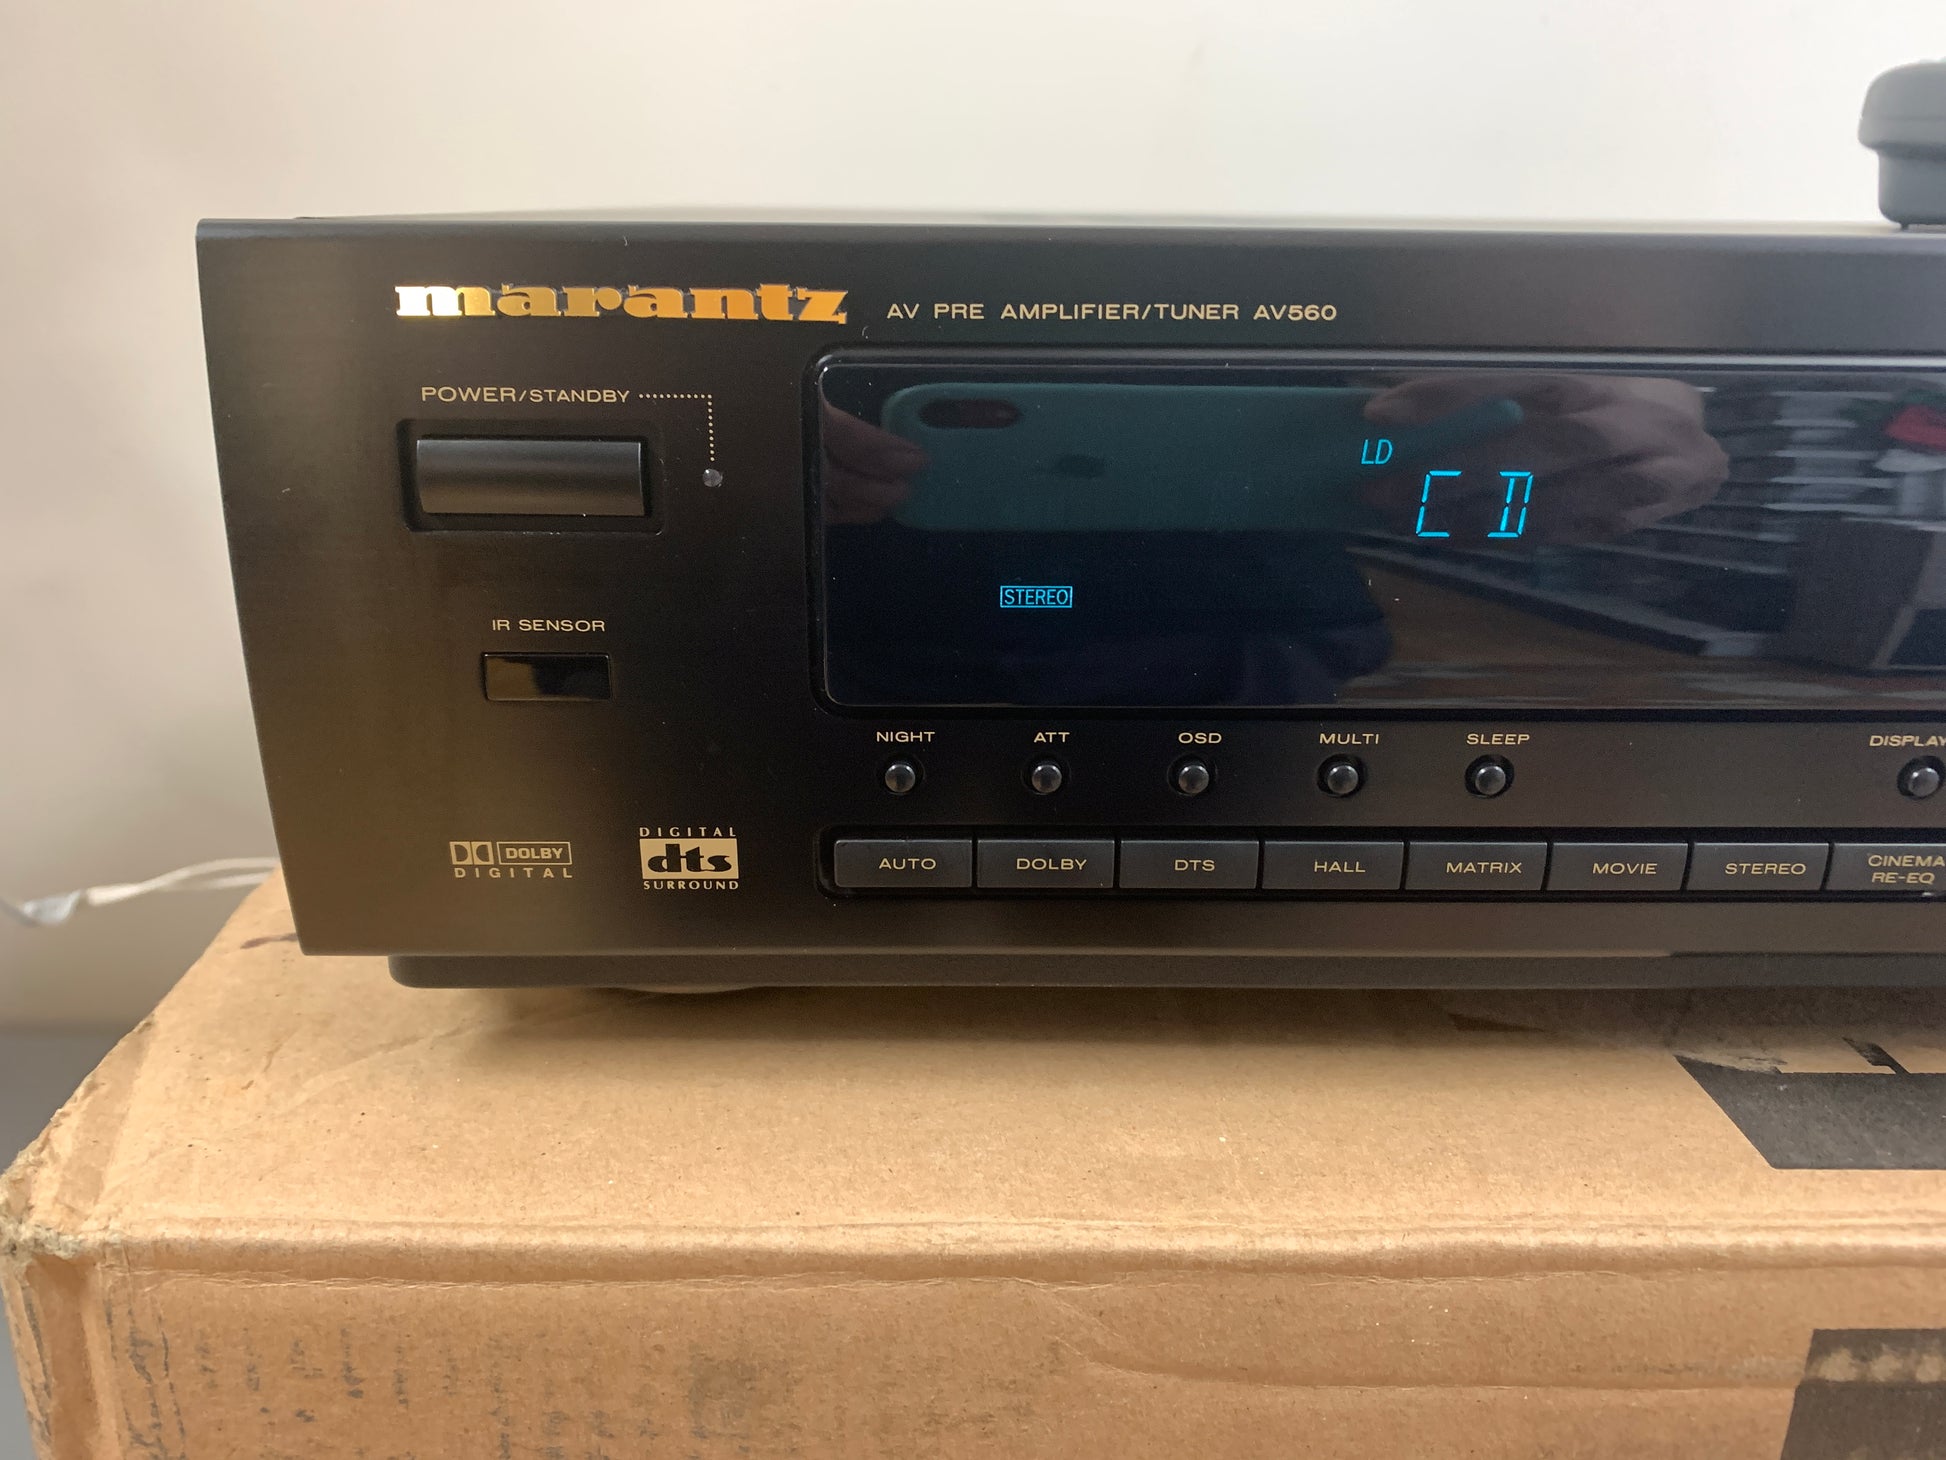 marantz AV PRE AMPLIFIER/TUNER AV560
POWER/STANDBY
LD
CD
STEREO
IR SENSOR
NIGHT ATT OSD MULTI SLEEP DISPLAY
AUTO DOLBY DTS HALL MATRIX MOVIE STEREO CINEMA RE-EQ
DOLBY
DIGITAL
DIGITAL
dts
SURROUND